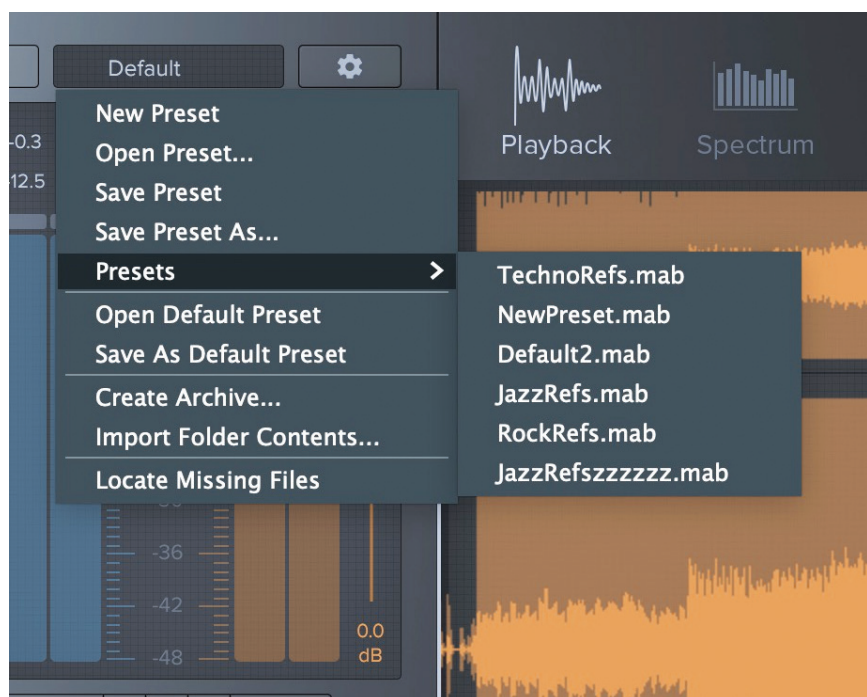 Default
Playback
Spectrum
-0.3
-12.5
New Preset
Open Preset...
Save Preset
Save Preset As...
Presets
Open Default Preset
Save As Default Preset
Create Archive...
Import Folder Contents...
Locate Missing Files
TechnoRefs.mab
NewPreset.mab
Default2.mab
JazzRefs.mab
RockRefs.mab
JazzRefszzzzzz.mab
-36
-42
-48
0.0
dB